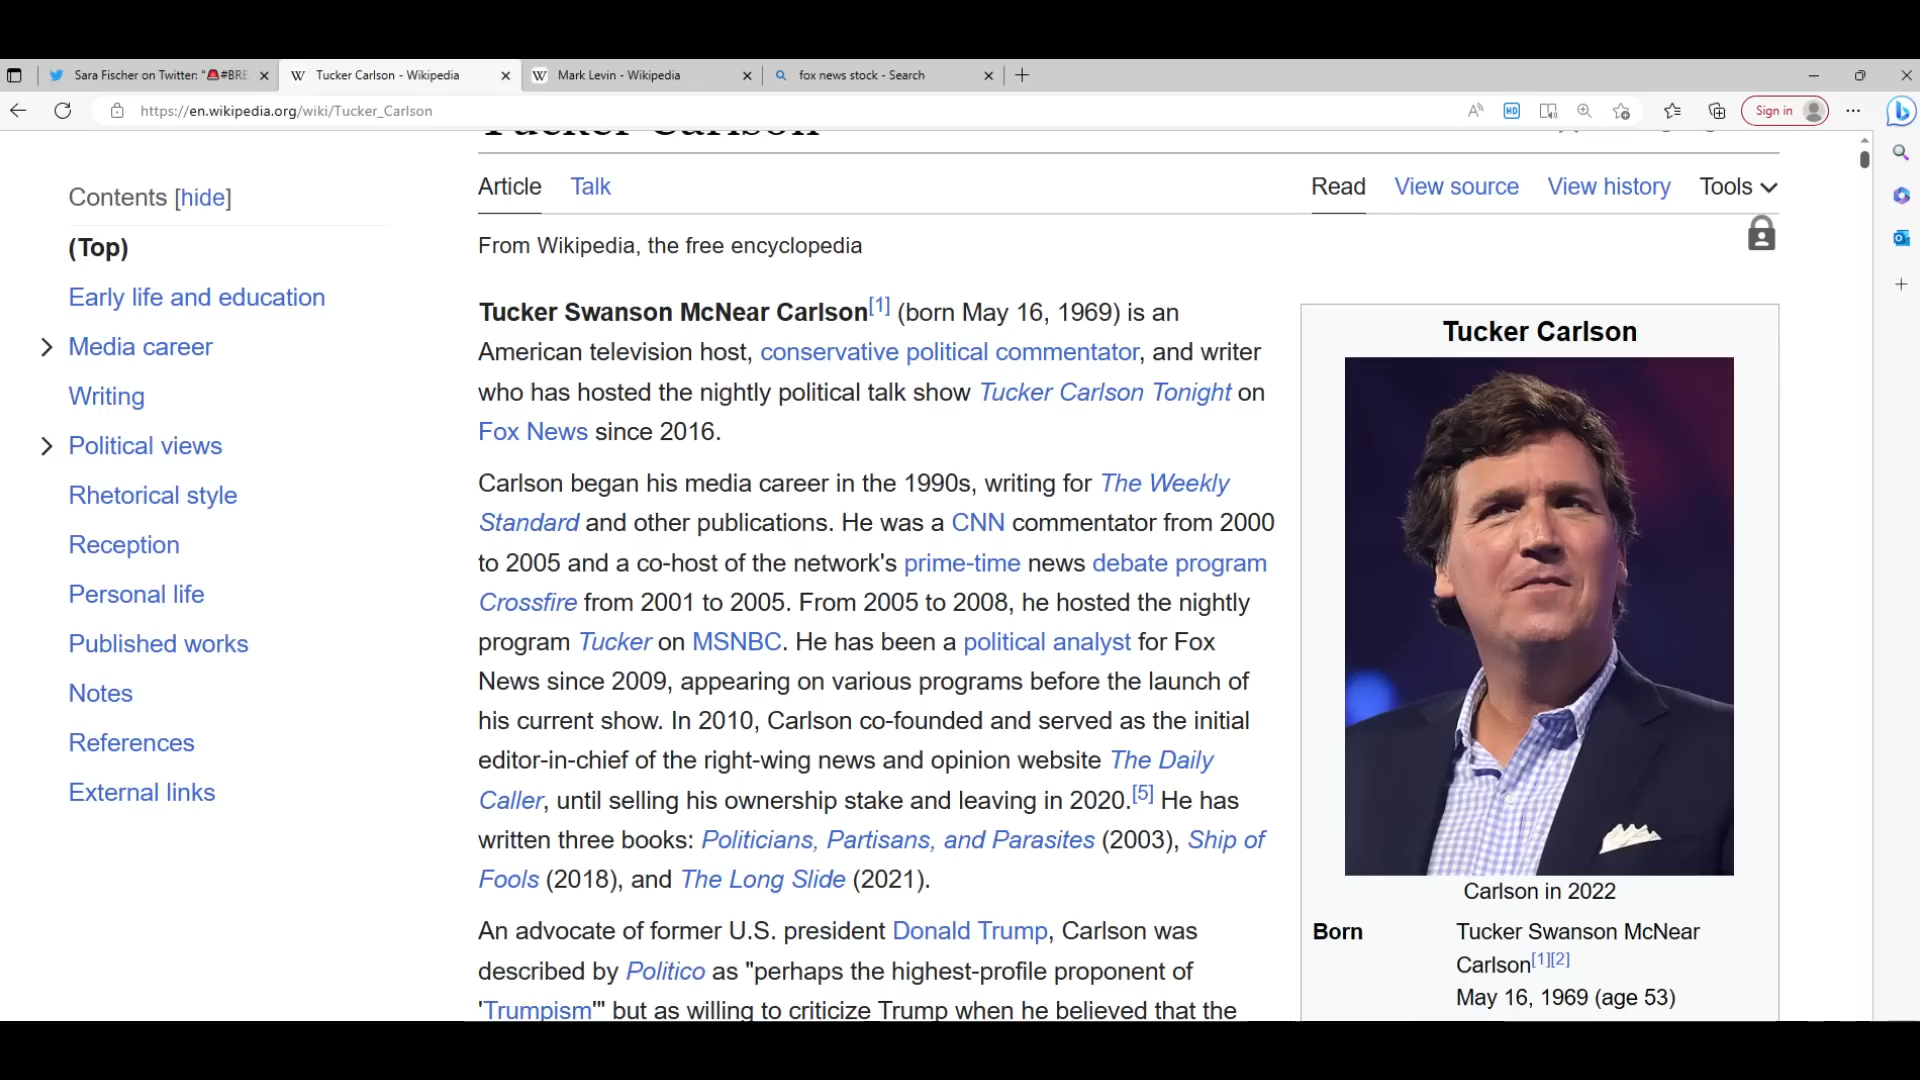 Sara Fischer on Twitter: "🚨#BRE
Tucker Carlson - Wikipedia
Mark Levin - Wikipedia
fox news stock - Search
https://en.wikipedia.org/wiki/Tucker_Carlson
HD
Sign in
Tucker Carlson
Contents [hide]
(Top)
Early life and education
Media career
Writing
Political views
Rhetorical style
Reception
Personal life
Published works
Notes
References
External links
Article Talk
Read View source View history Tools
From Wikipedia, the free encyclopedia
Tucker Swanson McNear Carlson[1] (born May 16, 1969) is an
American television host, conservative political commentator, and writer
who has hosted the nightly political talk show Tucker Carlson Tonight on
Fox News since 2016.
Carlson began his media career in the 1990s, writing for The Weekly
Standard and other publications. He was a CNN commentator from 2000
to 2005 and a co-host of the network's prime-time news debate program
Crossfire from 2001 to 2005. From 2005 to 2008, he hosted the nightly
program Tucker on MSNBC. He has been a political analyst for Fox
News since 2009, appearing on various programs before the launch of
his current show. In 2010, Carlson co-founded and served as the initial
editor-in-chief of the right-wing news and opinion website The Daily
Caller, until selling his ownership stake and leaving in 2020.[5] He has
written three books: Politicians, Partisans, and Parasites (2003), Ship of
Fools (2018), and The Long Slide (2021).
An advocate of former U.S. president Donald Trump, Carlson was
described by Politico as "perhaps the highest-profile proponent of
'Trumpism'" but as willing to criticize Trump when he believed that the
Tucker Carlson
Carlson in 2022
Born
Tucker Swanson McNear
Carlson[1][2]
May 16, 1969 (age 53)